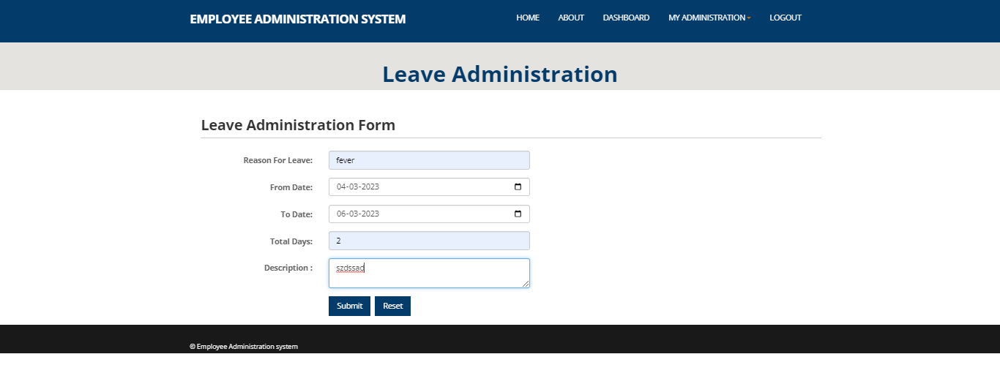 EMPLOYEE ADMINISTRATION SYSTEM HOME ABOUT DASHBOARD MY ADMINISTRATION LOGOUT
Leave Administration
Leave Administration Form
Reason For Leave: fever
From Date: 04-03-2023
To Date: 06-03-2023
Total Days: 2
Description : szdssad
Submit Reset
© Employee Administration system